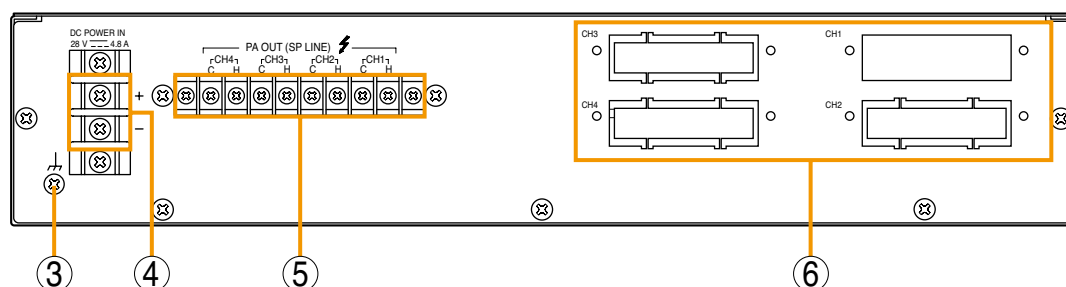 DC POWER IN
28 V 4.8 A
+
−
PA OUT (SP LINE)
CH4 CH3 CH2 CH1
C H C H C H C H
CH3
CH1
CH4
CH2
③ ④ ⑤ ⑥